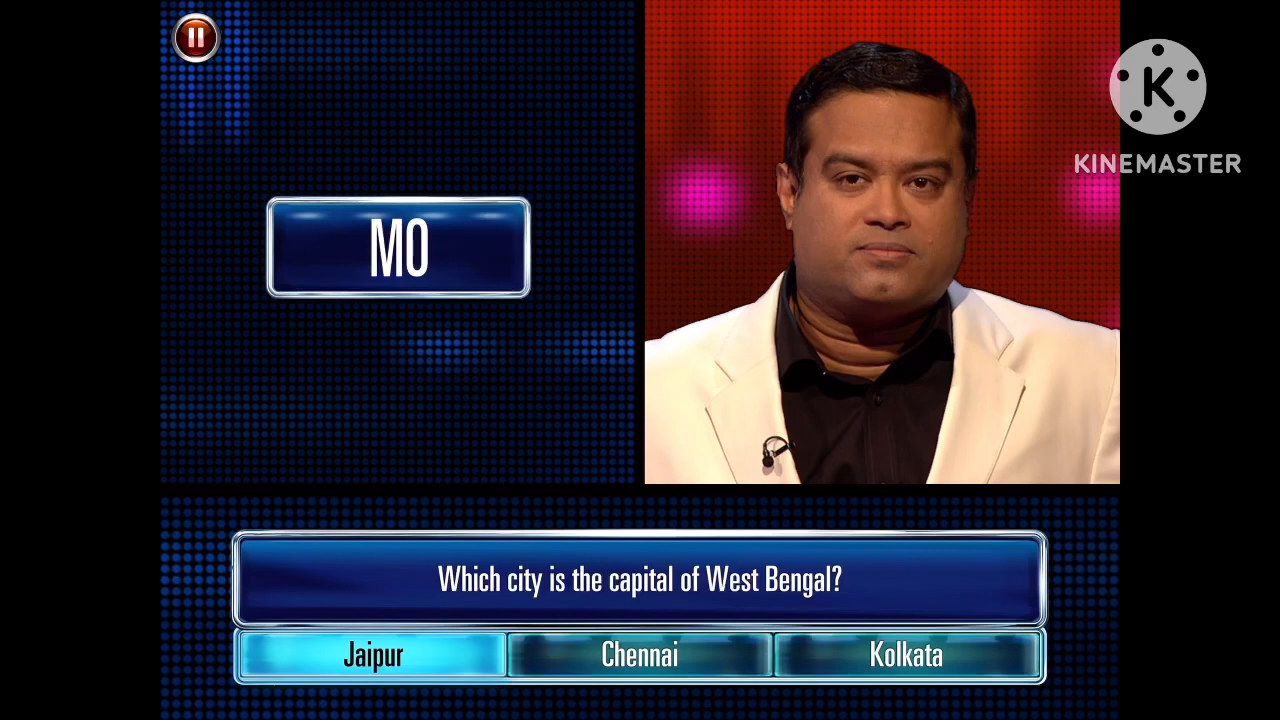 K
KINEMASTER
MO
Which city is the capital of West Bengal?
Jaipur
Chennai
Kolkata